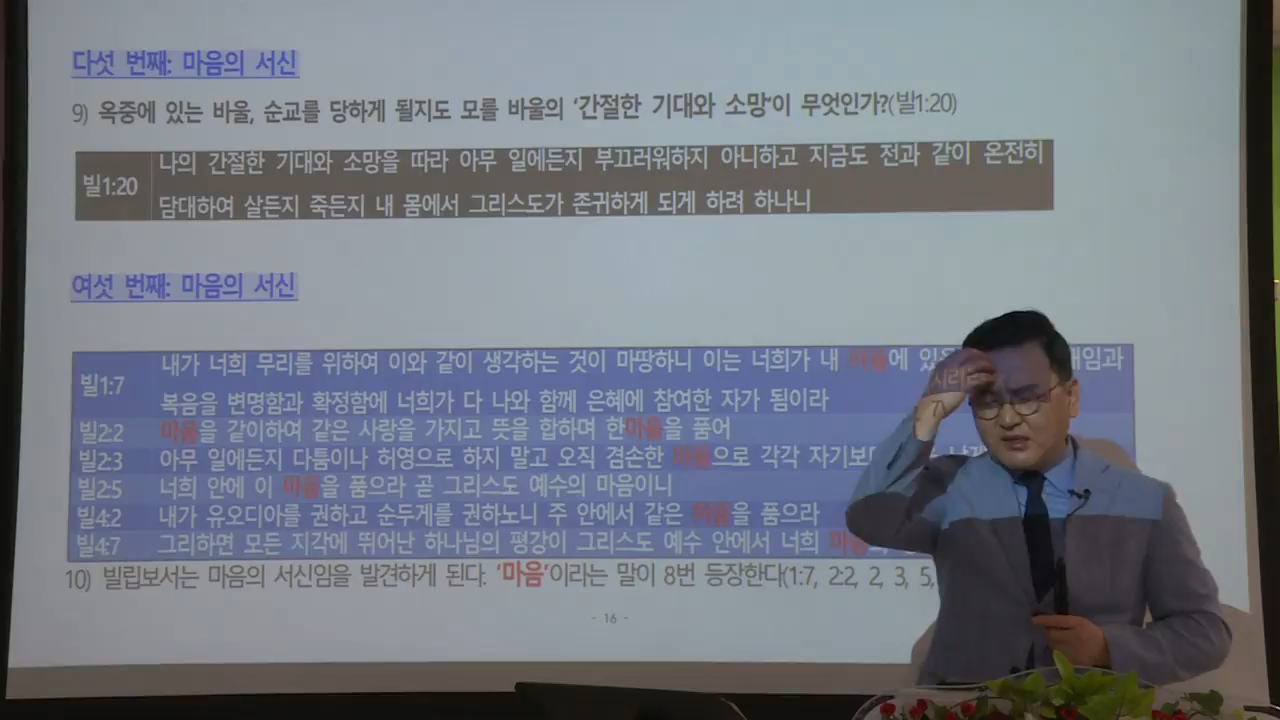 다섯 번째: 마음의 서신
9) 옥중에 있는 바울, 순교를 당하게 될지도 모를 바울의 '간절한 기대와 소망'이 무엇인가?(빌1:20)
빌1:20 나의 간절한 기대와 소망을 따라 아무 일에든지 부끄러워하지 아니하고 지금도 전과 같이 온전히
담대하여 살든지 죽든지 내 몸에서 그리스도가 존귀하게 되게 하려 하나니
여섯 번째: 마음의 서신
빌1:7 내가 너희 무리를 위하여 이와 같이 생각하는 것이 마땅하니 이는 너희가 내 마음에
복음을 변명함과 확정함에 너희가 다 나와 함께 은혜에 참여한 자가 됨이라
빌2:2 마음을 같이하여 같은 사랑을 가지고 뜻을 합하며 한마음을 품어
빌2:3 아무 일에든지 다툼이나 허영으로 하지 말고 오직 겸손한 마음으로 각각
빌2:5 너희 안에 이 마음을 품으라 곧 그리스도 예수의 마음이니
빌4:2 내가 유오디아를 권하고 순두게를 권하노니 주 안에서 같은 마음을 품으라
빌4:7 그리하면 모든 지각에 뛰어난 하나님의 평강이 그리스도 예수 안에서 너희
10) 빌립보서는 마음의 서신임을 발견하게 된다. '마음'이라는 말이 8번 등장한다(1:7, 2:2, 2, 3, 5,
- 16 -